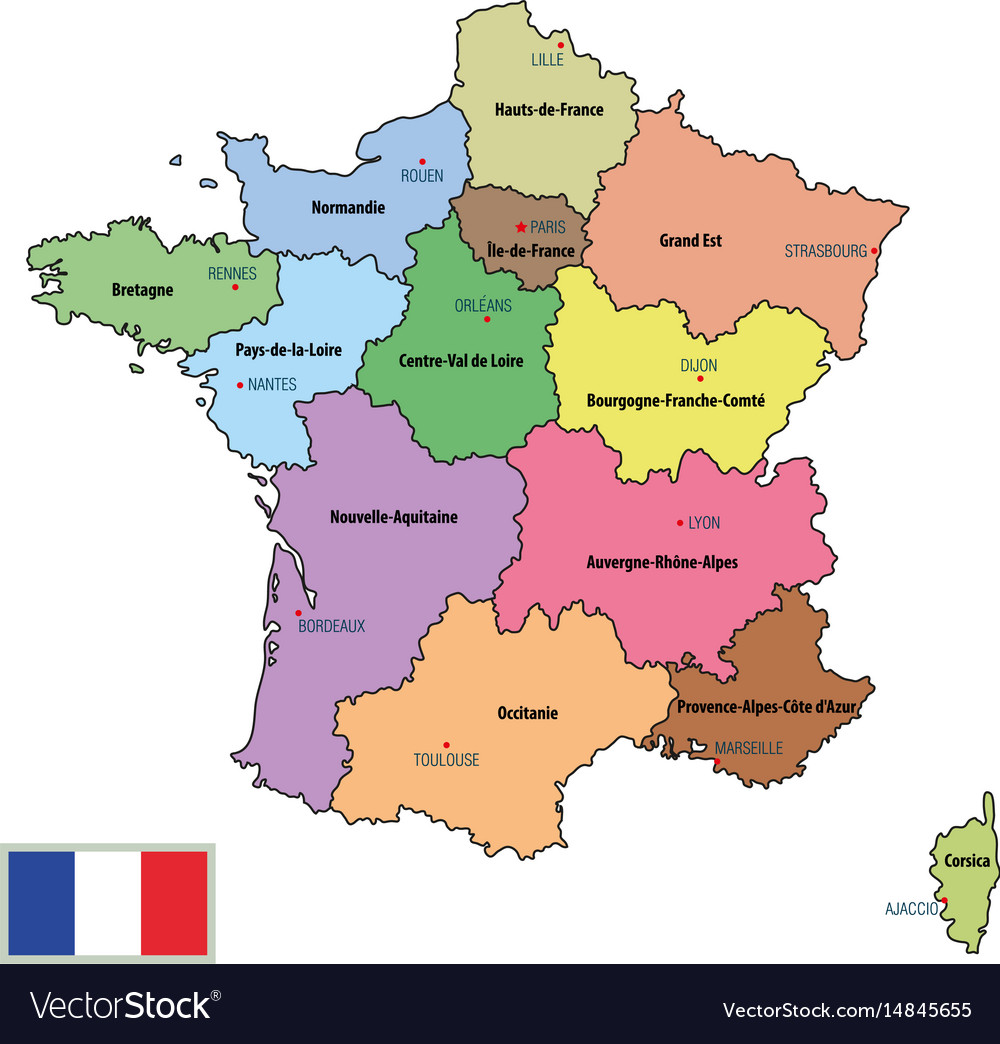 LILLE
Hauts-de-France
ROUEN
Normandie
PARIS
Île-de-France
Grand Est
STRASBOURG
RENNES
Bretagne
ORLÉANS
Pays-de-la-Loire
Centre-Val de Loire
NANTES
DIJON
Bourgogne-Franche-Comté
Nouvelle-Aquitaine
LYON
Auvergne-Rhône-Alpes
BORDEAUX
Occitanie
Provence-Alpes-Côte d'Azur
TOULOUSE
MARSEILLE
Corsica
AJACCIO
VectorStock®
VectorStock.com/14845655